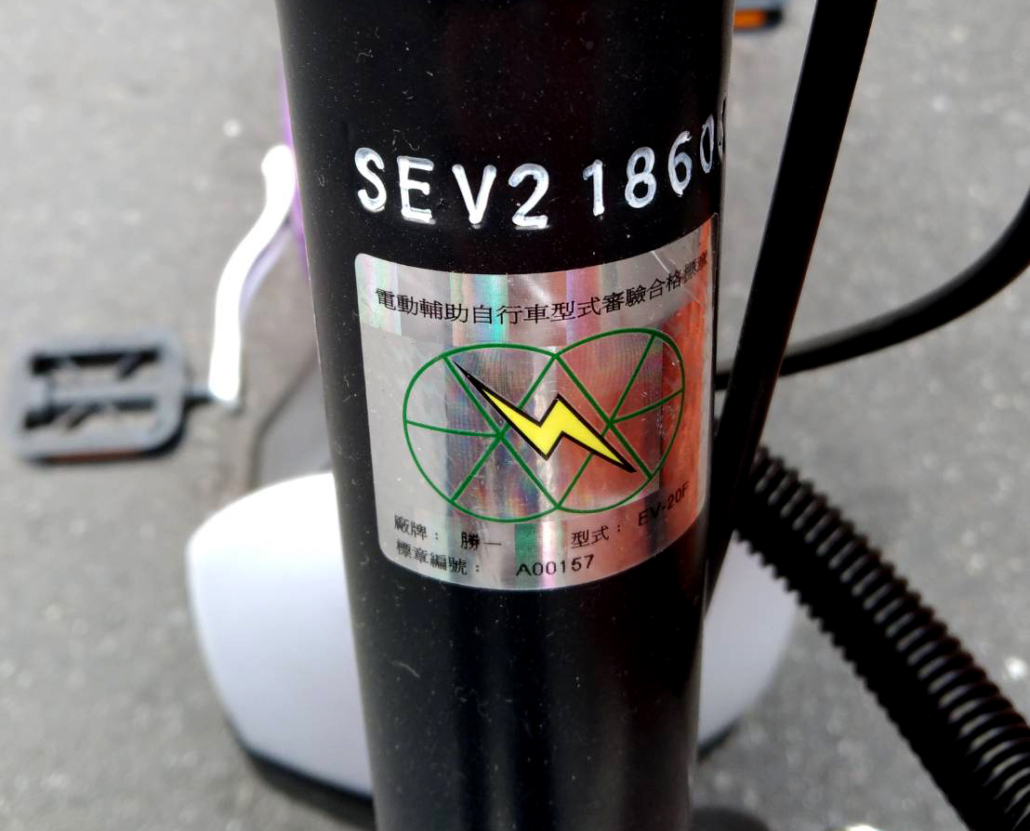 SEV2 1860
電動輔助自行車型式審驗合格標章
廠牌： 勝一 型式： EV-20F
標章編號： A00157